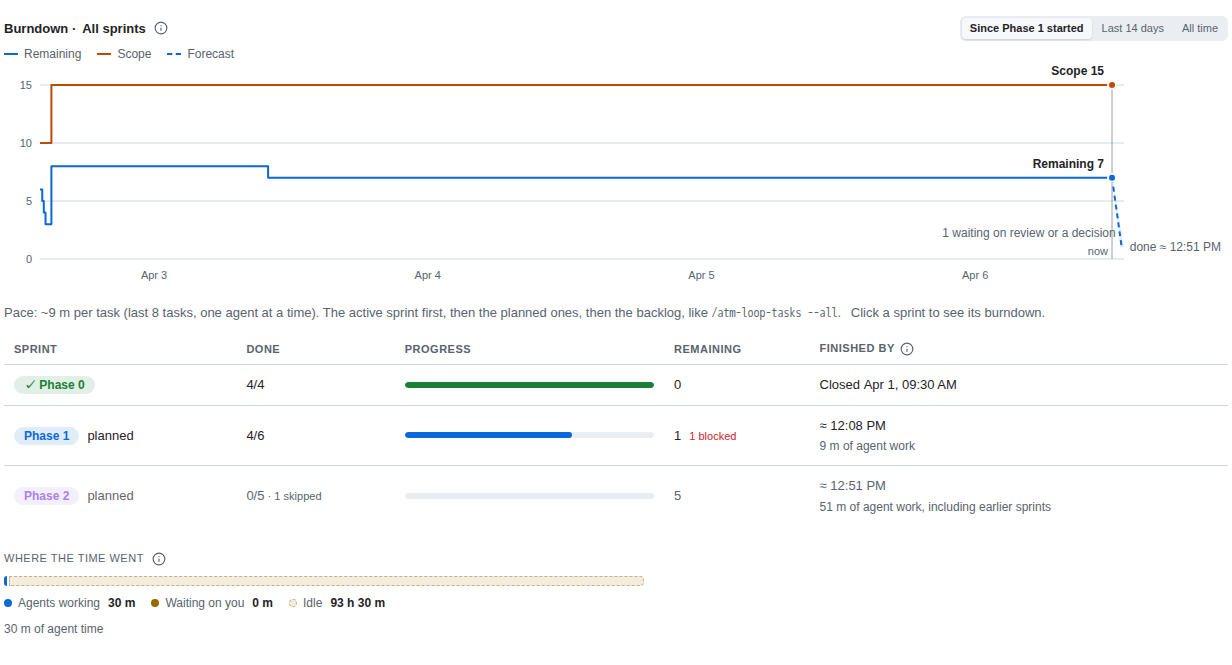 Burndown · All sprints
Since Phase 1 started Last 14 days All time
Remaining Scope Forecast
Scope 15
15
10
Remaining 7
5
1 waiting on review or a decision
done ≈ 12:51 PM
now
0
Apr 3 Apr 4 Apr 5 Apr 6
Pace: ~9 m per task (last 8 tasks, one agent at a time). The active sprint first, then the planned ones, then the backlog, like /atm-loop-tasks --all. Click a sprint to see its burndown.
SPRINT DONE PROGRESS REMAINING FINISHED BY
✓ Phase 0 4/4 0 Closed Apr 1, 09:30 AM
Phase 1 planned 4/6 1 1 blocked ≈ 12:08 PM
9 m of agent work
Phase 2 planned 0/5 · 1 skipped 5 ≈ 12:51 PM
51 m of agent work, including earlier sprints
WHERE THE TIME WENT
Agents working 30 m Waiting on you 0 m Idle 93 h 30 m
30 m of agent time